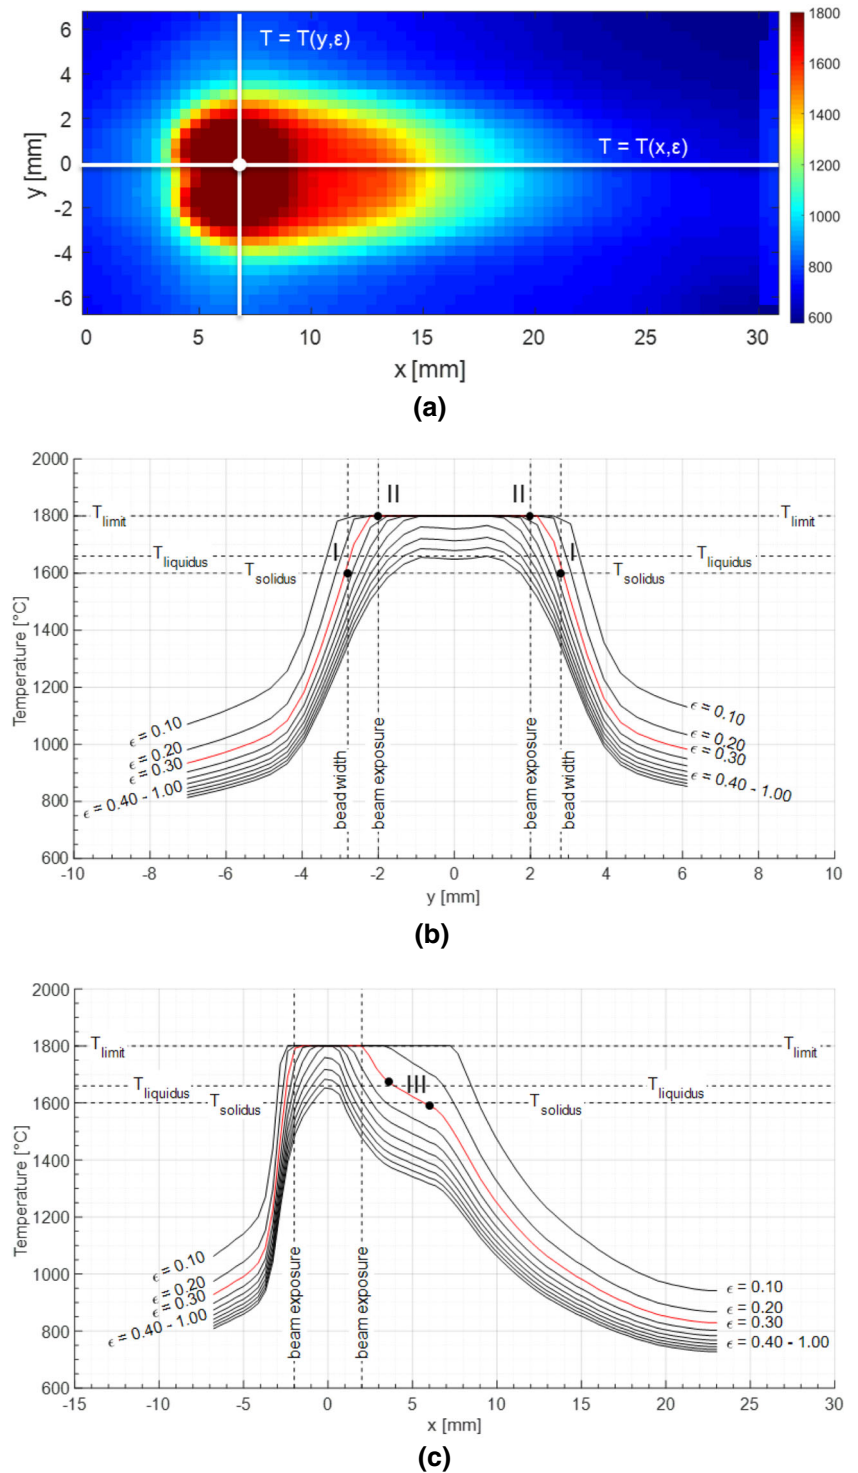 T = T(y,ε)
T = T(x,ε)
6
4
2
0
-2
-4
-6
y [mm]
0
5
10
15
20
25
30
x [mm]
1800
1600
1400
1200
1000
800
600
(a)
2000
1800
1600
1400
1200
1000
800
600
Temperature [°C]
T_limit
II
II
T_limit
T_liquidus
I
I
T_liquidus
T_solidus
T_solidus
ϵ = 0.10
ϵ = 0.20
ϵ = 0.30
ϵ = 0.40 - 1.00
bead width
beam exposure
beam exposure
bead width
ϵ = 0.10
ϵ = 0.20
ϵ = 0.30
ϵ = 0.40 - 1.00
-10
-8
-6
-4
-2
0
2
4
6
8
10
y [mm]
(b)
2000
1800
1600
1400
1200
1000
800
600
Temperature [°C]
T_limit
T_limit
T_liquidus
III
T_liquidus
T_solidus
T_solidus
ϵ = 0.10
ϵ = 0.20
ϵ = 0.30
ϵ = 0.40 - 1.00
beam exposure
beam exposure
ϵ = 0.10
ϵ = 0.20
ϵ = 0.30
ϵ = 0.40 - 1.00
-15
-10
-5
0
5
10
15
20
25
30
x [mm]
(c)